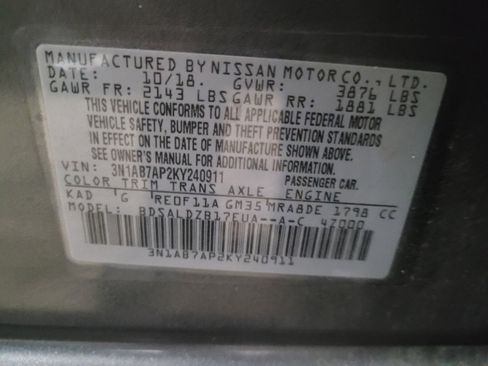 MANUFACTURED BY NISSAN MOTOR CO., LTD.
DATE: 10/18. GVWR: 3876 LBS
GAWR FR: 2143 LBS GAWR RR: 1881 LBS
THIS VEHICLE CONFORMS TO ALL APPLICABLE FEDERAL MOTOR
VEHICLE SAFETY, BUMPER AND THEFT PREVENTION STANDARDS
IN EFFECT ON THE DATE OF MANUFACTURE SHOWN ABOVE.
SEE OWNER'S MANUAL FOR ADDITIONAL INFORMATION.
VIN: 3N1AB7AP2KY240911 PASSENGER CAR.
COLOR TRIM TRANS AXLE ENGINE
KAD G RE0F11A GM35 MRA8DE 1798 CC
MODEL: BDSALDZB17EUA--A-C 47000
3N1AB7AP2KY240911